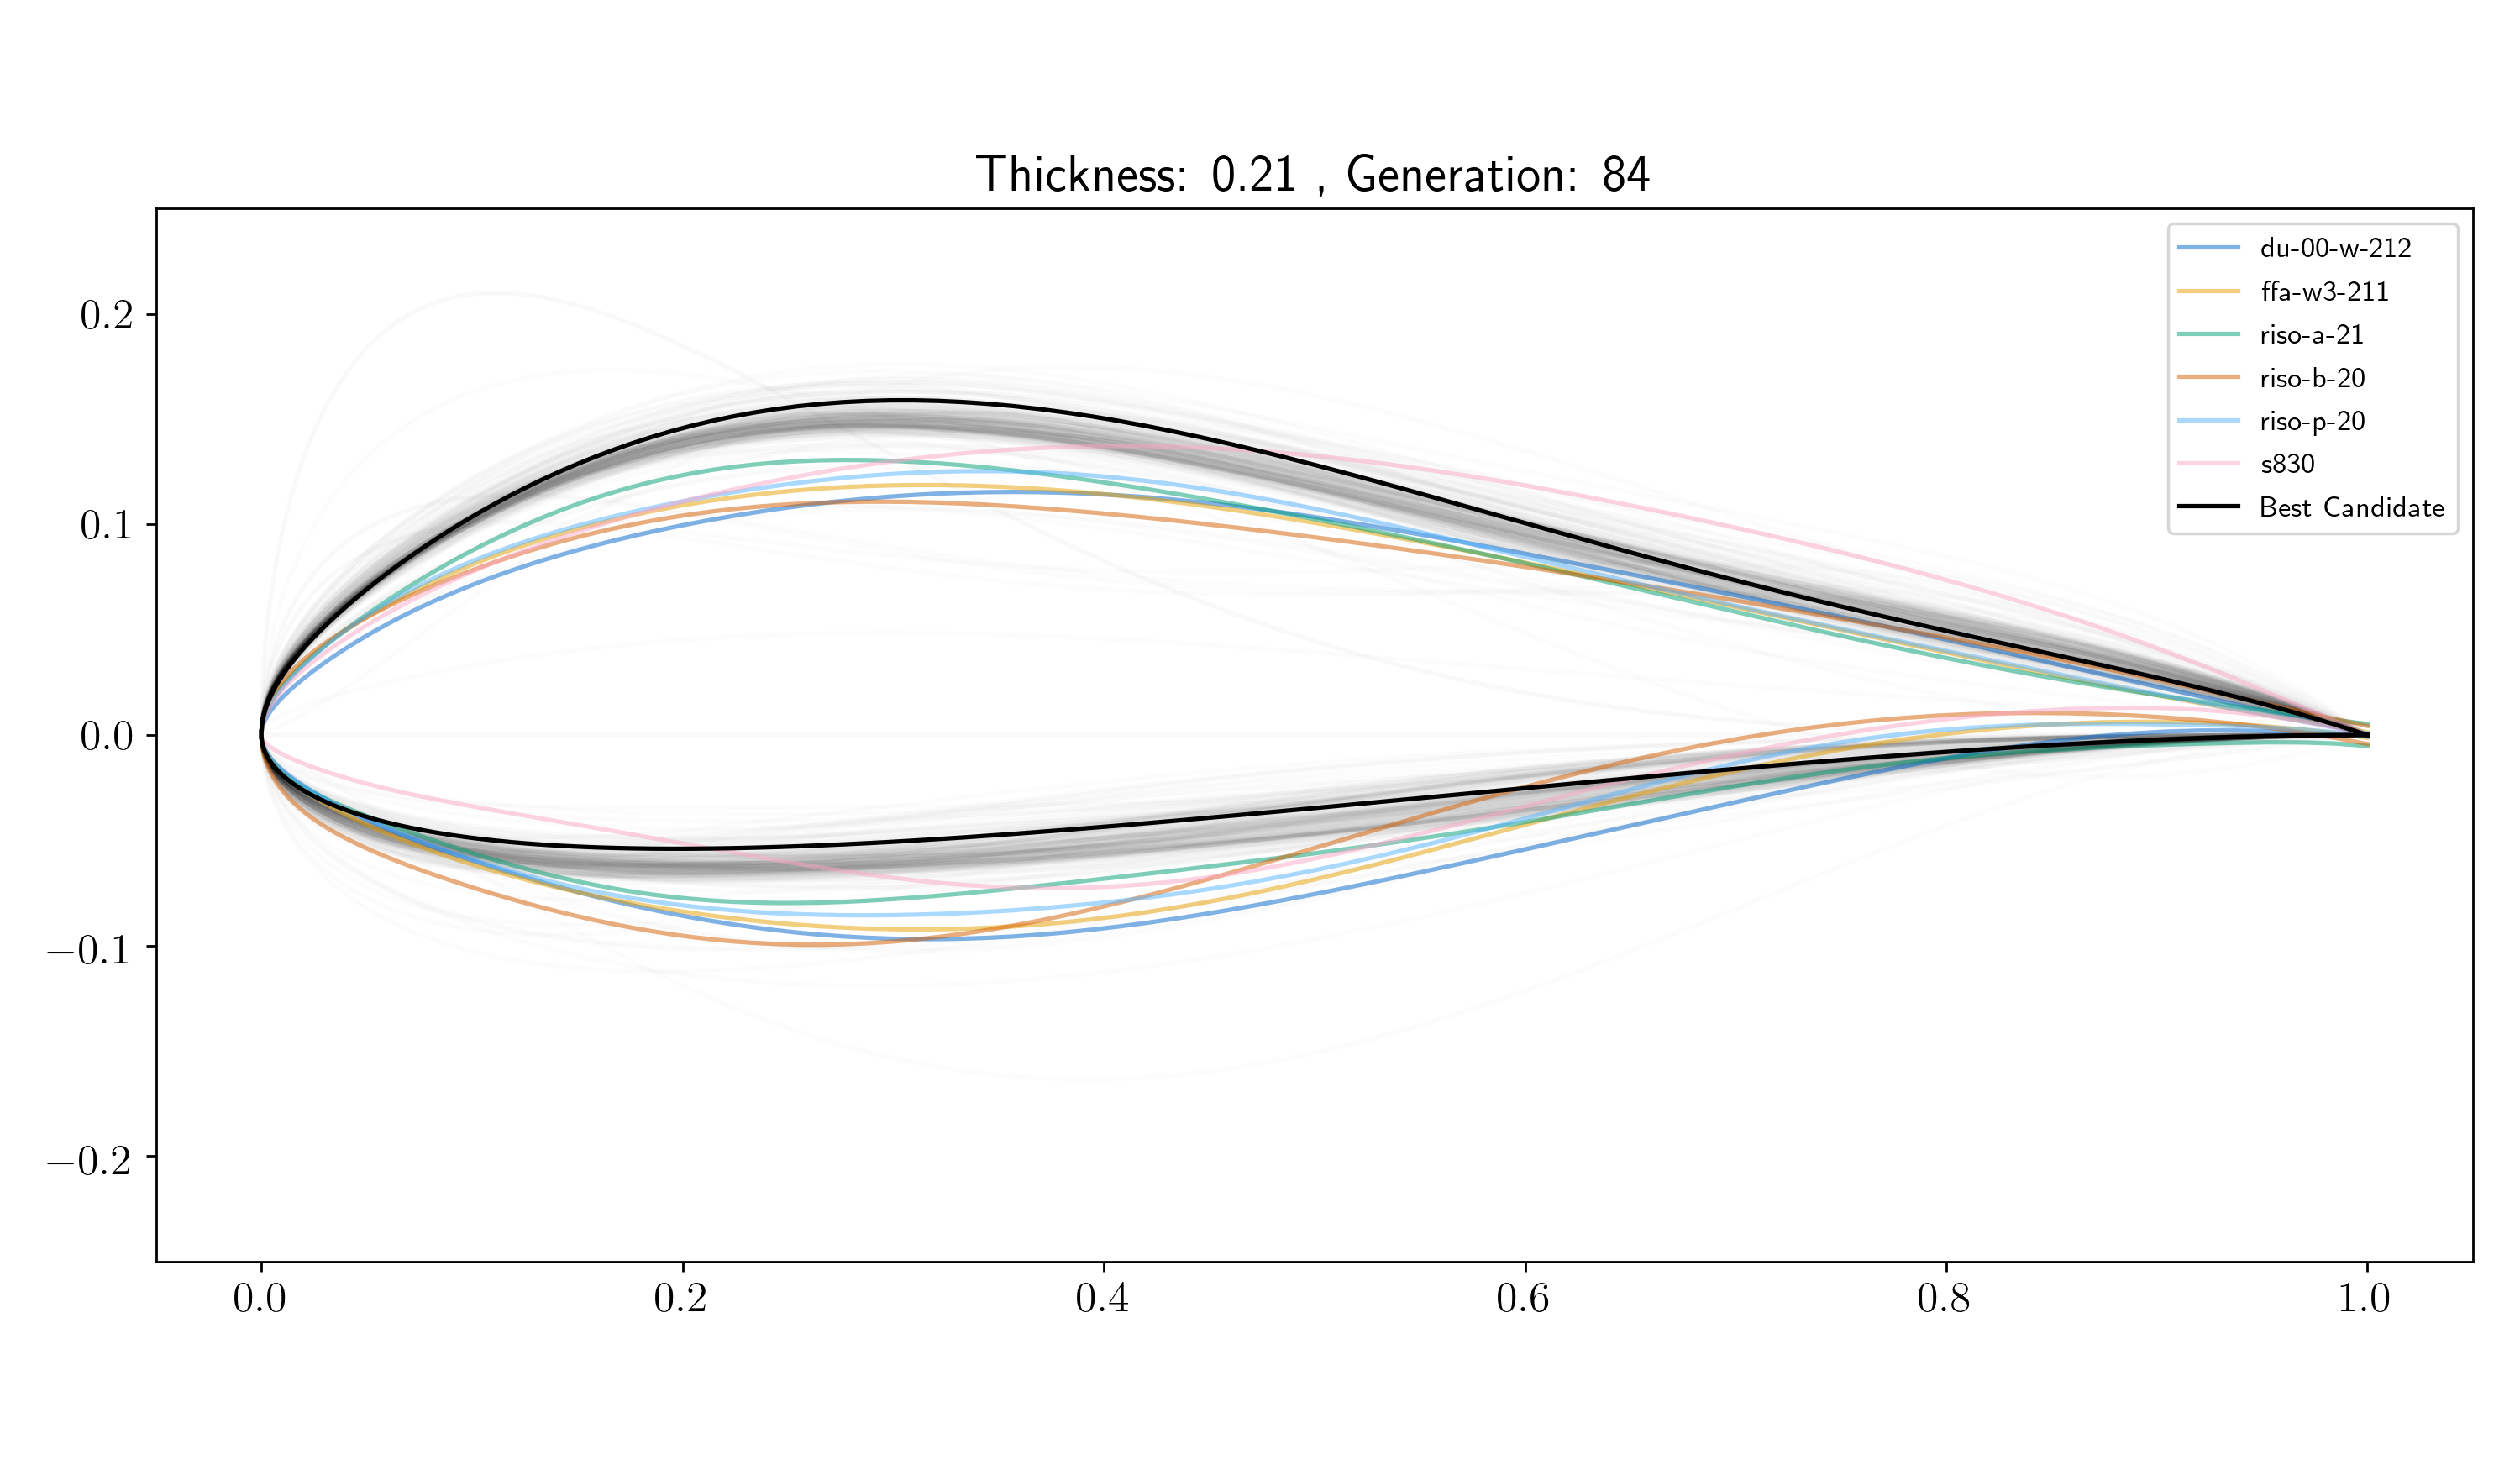 Thickness: 0.21 , Generation: 84
du-00-w-212
ffa-w3-211
riso-a-21
riso-b-20
riso-p-20
s830
Best Candidate
0.2
0.1
0.0
−0.1
−0.2
0.0 0.2 0.4 0.6 0.8 1.0